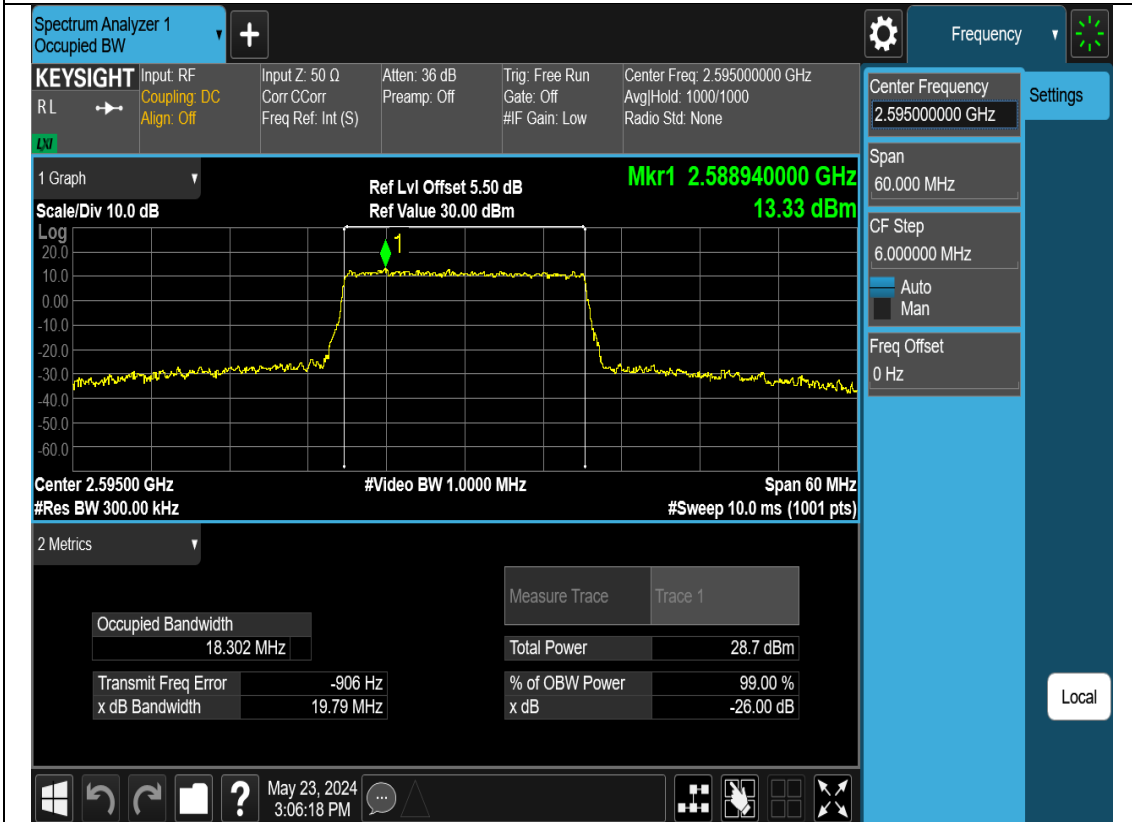 Spectrum Analyzer 1
Occupied BW
Frequency
KEYSIGHT
RL
LXI
Input: RF
Coupling: DC
Align: Off
Input Z: 50 Ω
Corr CCorr
Freq Ref: Int (S)
Atten: 36 dB
Preamp: Off
Trig: Free Run
Gate: Off
#IF Gain: Low
Center Freq: 2.595000000 GHz
Avg|Hold: 1000/1000
Radio Std: None
Center Frequency
2.595000000 GHz
Settings
Span
60.000 MHz
CF Step
6.000000 MHz
Auto
Man
Freq Offset
0 Hz
Local
1 Graph
Scale/Div 10.0 dB
Ref Lvl Offset 5.50 dB
Ref Value 30.00 dBm
Mkr1 2.588940000 GHz
13.33 dBm
Log
20.0
10.0
0.00
-10.0
-20.0
-30.0
-40.0
-50.0
-60.0
1
Center 2.59500 GHz
#Res BW 300.00 kHz
#Video BW 1.0000 MHz
Span 60 MHz
#Sweep 10.0 ms (1001 pts)
2 Metrics
Measure Trace Trace 1
Occupied Bandwidth
18.302 MHz
Total Power 28.7 dBm
Transmit Freq Error -906 Hz
% of OBW Power 99.00 %
x dB Bandwidth 19.79 MHz
x dB -26.00 dB
May 23, 2024
3:06:18 PM